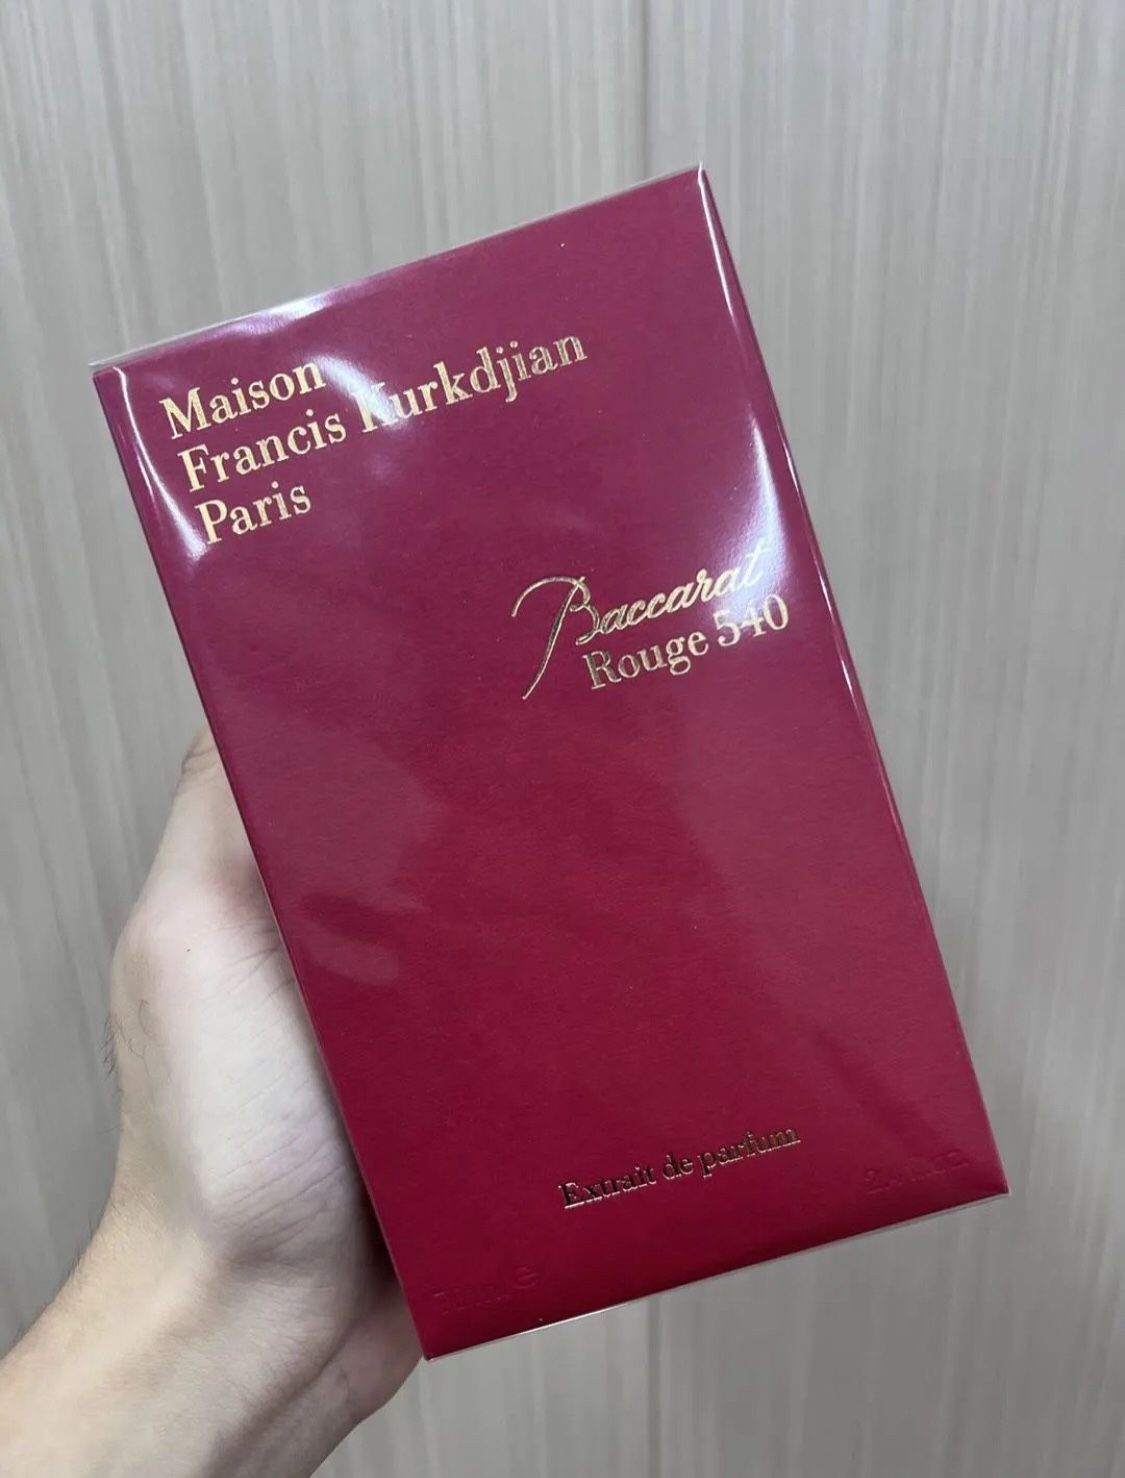 Maison
Francis Kurkdjian
Paris
Baccarat
Rouge 540
Extrait de parfum